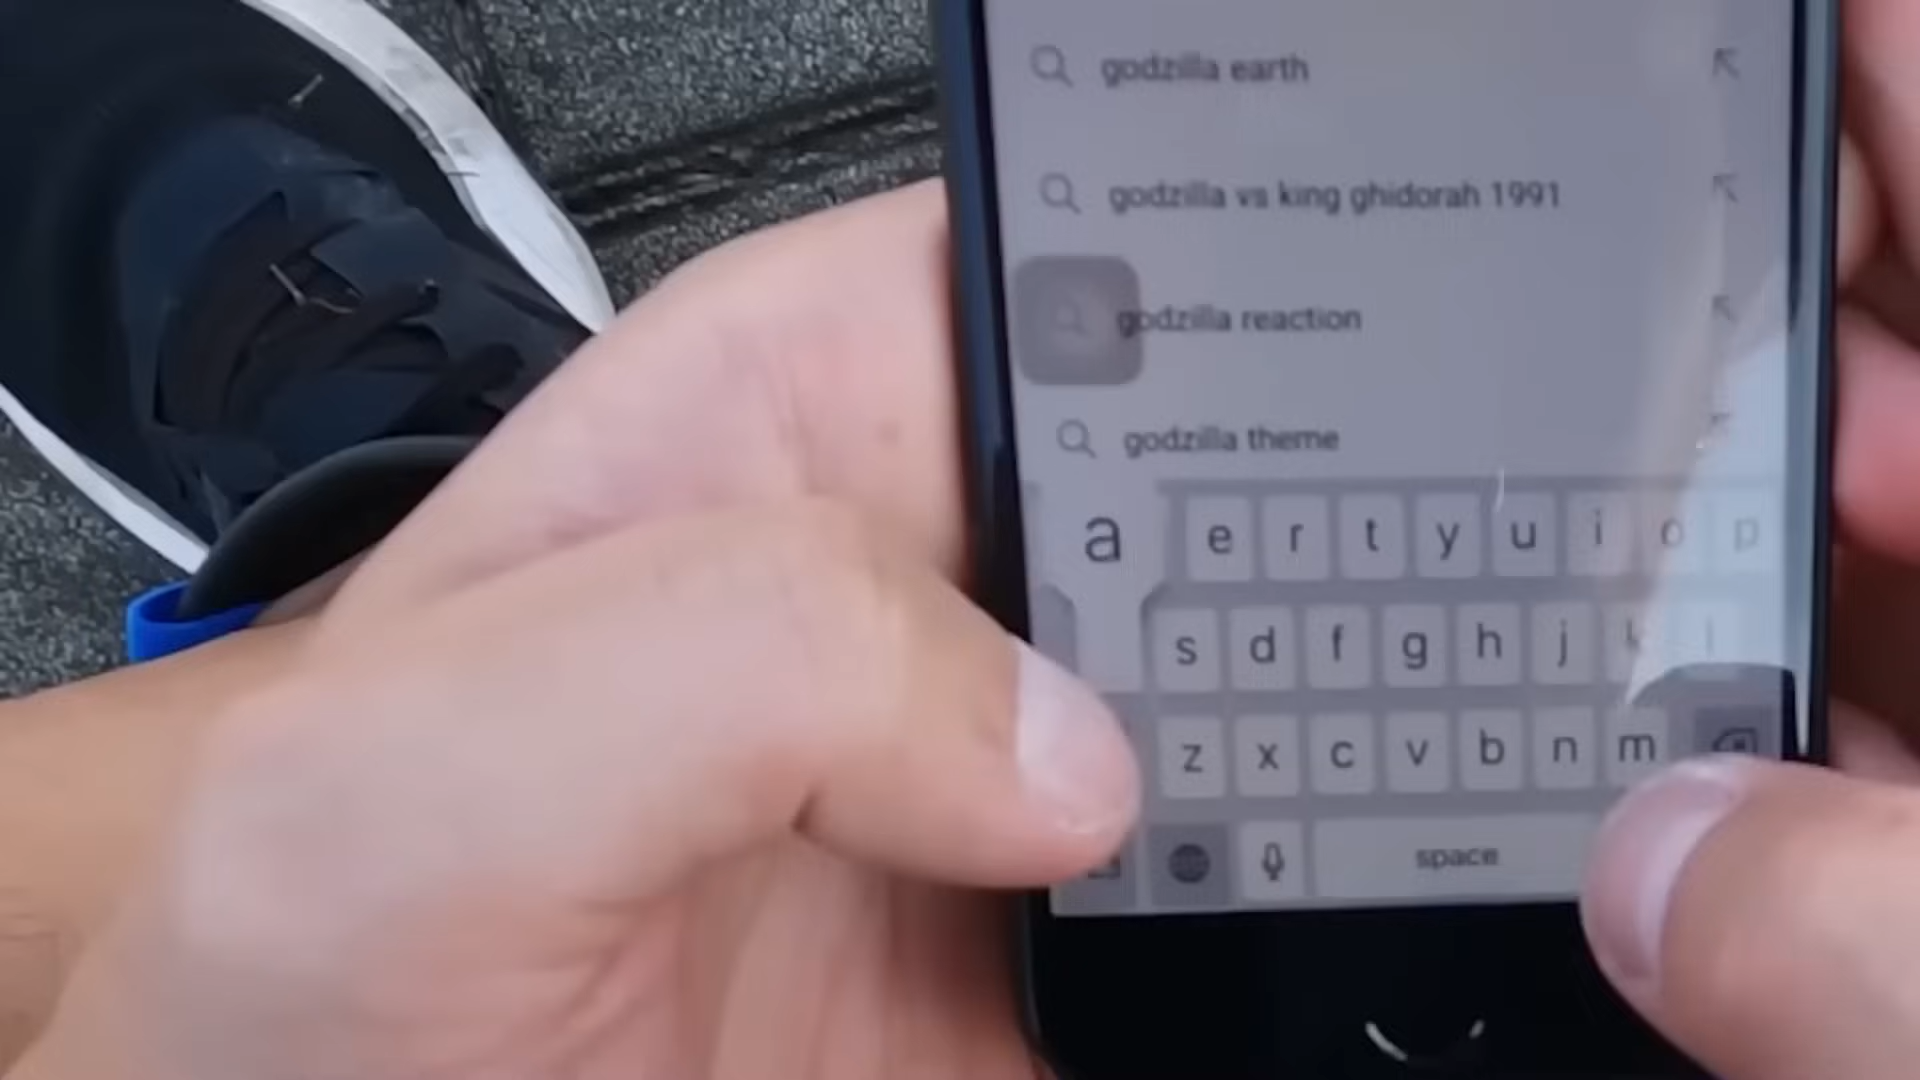 godzilla earth
godzilla vs king ghidorah 1991
godzilla reaction
godzilla theme
a e r t y u i o p
s d f g h j k l
z x c v b n m
space